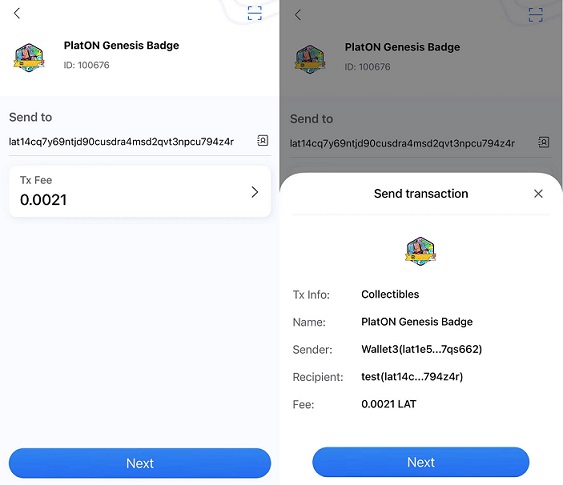 PlatON Genesis Badge
ID: 100676
Send to
lat14cq7y69ntjd90cusdra4msd2qvt3npcu794z4r
Tx Fee
0.0021
Next
PlatON Genesis Badge
ID: 100676
Send to
lat14cq7y69ntjd90cusdra4msd2qvt3npcu794z4r
Send transaction
Tx Info: Collectibles
Name: PlatON Genesis Badge
Sender: Wallet3(lat1e5...7qs662)
Recipient: test(lat14c...794z4r)
Fee: 0.0021 LAT
Next